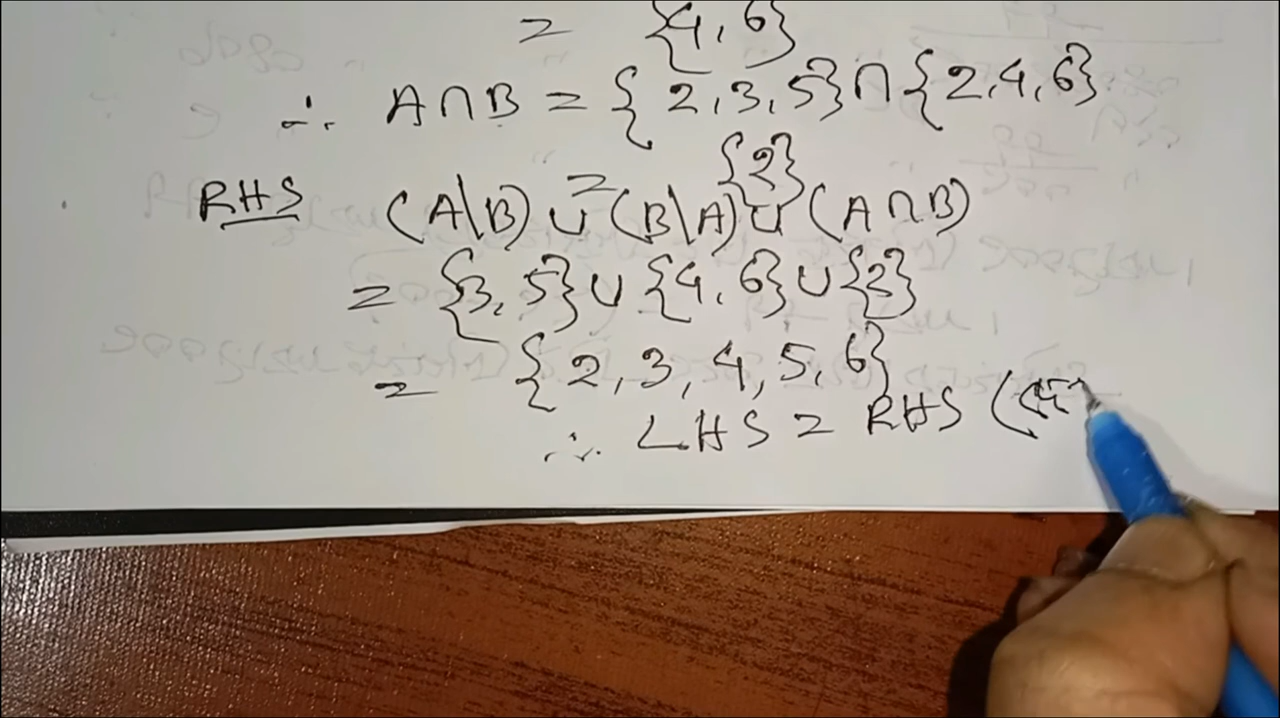 = {4, 6}
∴ A∩B = {2, 3, 5} ∩ {2, 4, 6}
= {2}
RHS (A\B) ∪ (B\A) ∪ (A∩B)
= {3, 5} ∪ {4, 6} ∪ {2}
= {2, 3, 4, 5, 6}
∴ LHS = RHS (